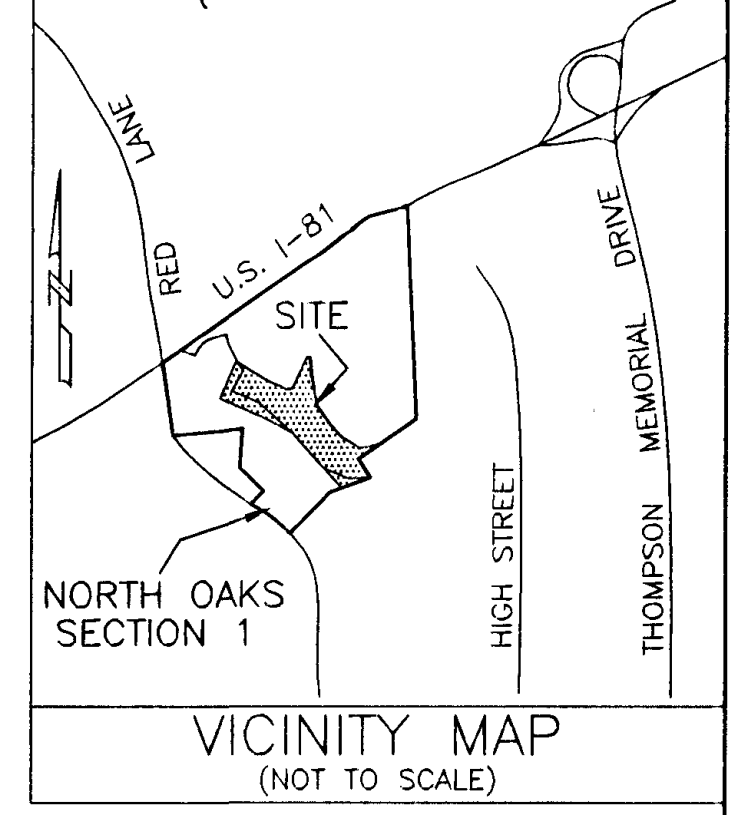 RED LANE
U.S. I-81
SITE
THOMPSON MEMORIAL DRIVE
HIGH STREET
N
NORTH OAKS
SECTION 1
VICINITY MAP
(NOT TO SCALE)